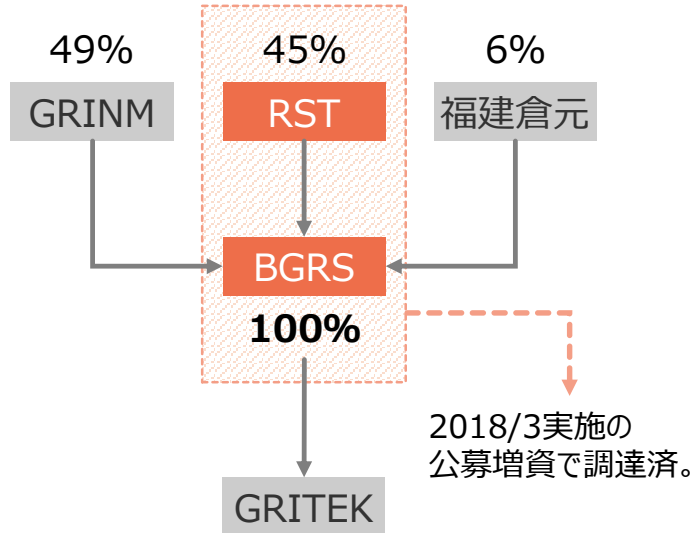 49%
45%
6%
GRINM
RST
福建倉元
BGRS
100%
2018/3実施の
公募増資で調達済。
GRITEK